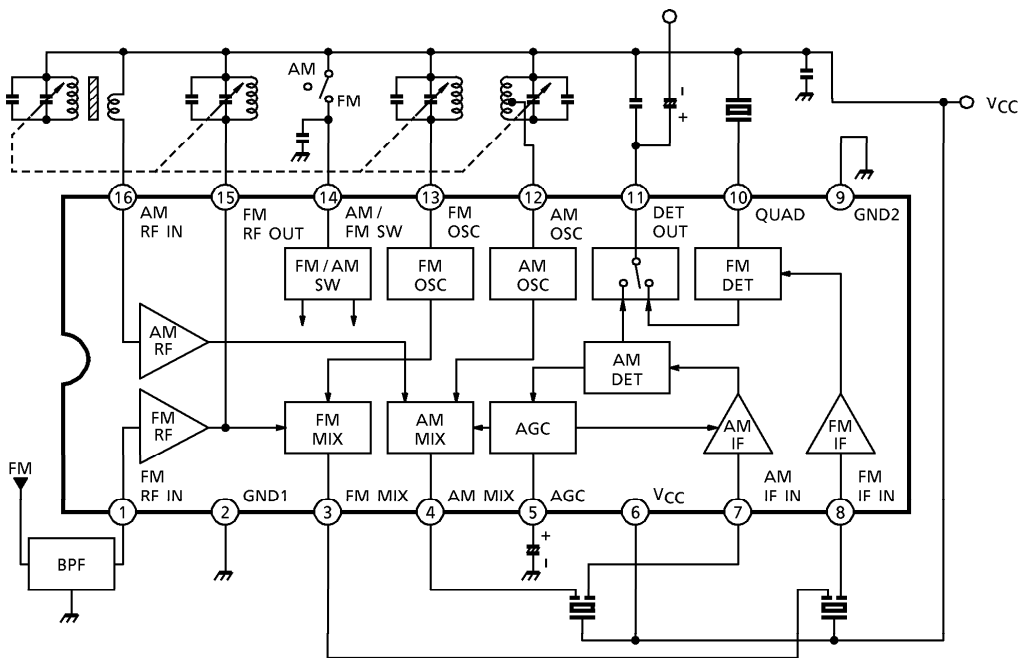 AM
FM
-
+
VCC
16 15 14 13 12 11 10 9
AM RF IN
FM RF OUT
AM / FM SW
FM OSC
AM OSC
DET OUT
QUAD
GND2
FM / AM SW
FM OSC
AM OSC
FM DET
AM RF
AM DET
FM RF
FM MIX
AM MIX
AGC
AM IF
FM IF
FM
FM RF IN
GND1
FM MIX
AM MIX
AGC
VCC
AM IF IN
FM IF IN
1 2 3 4 5 6 7 8
+
-
BPF